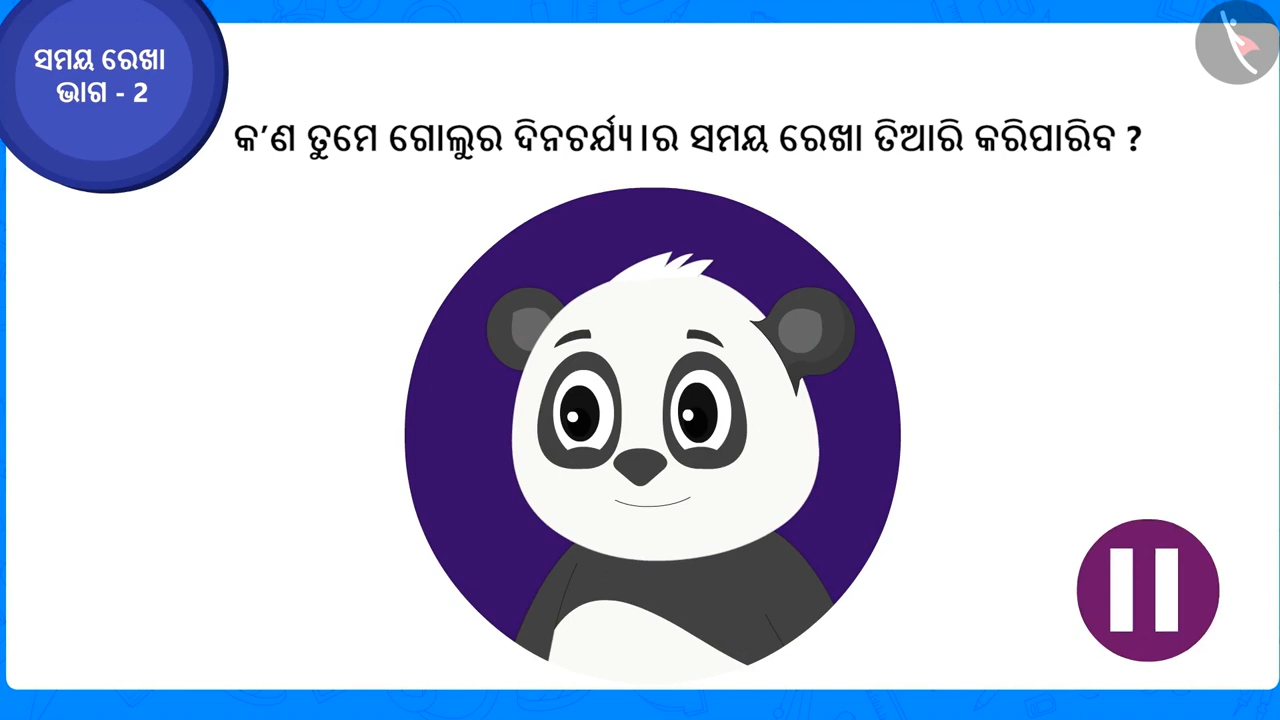 ସମୟ ରେଖା
ଭାଗ - 2
କ'ଣ ତୁମେ ଗୋଲୁର ଦିନଚର୍ଯ୍ୟାର ସମୟ ରେଖା ତିଆରି କରିପାରିବ ?